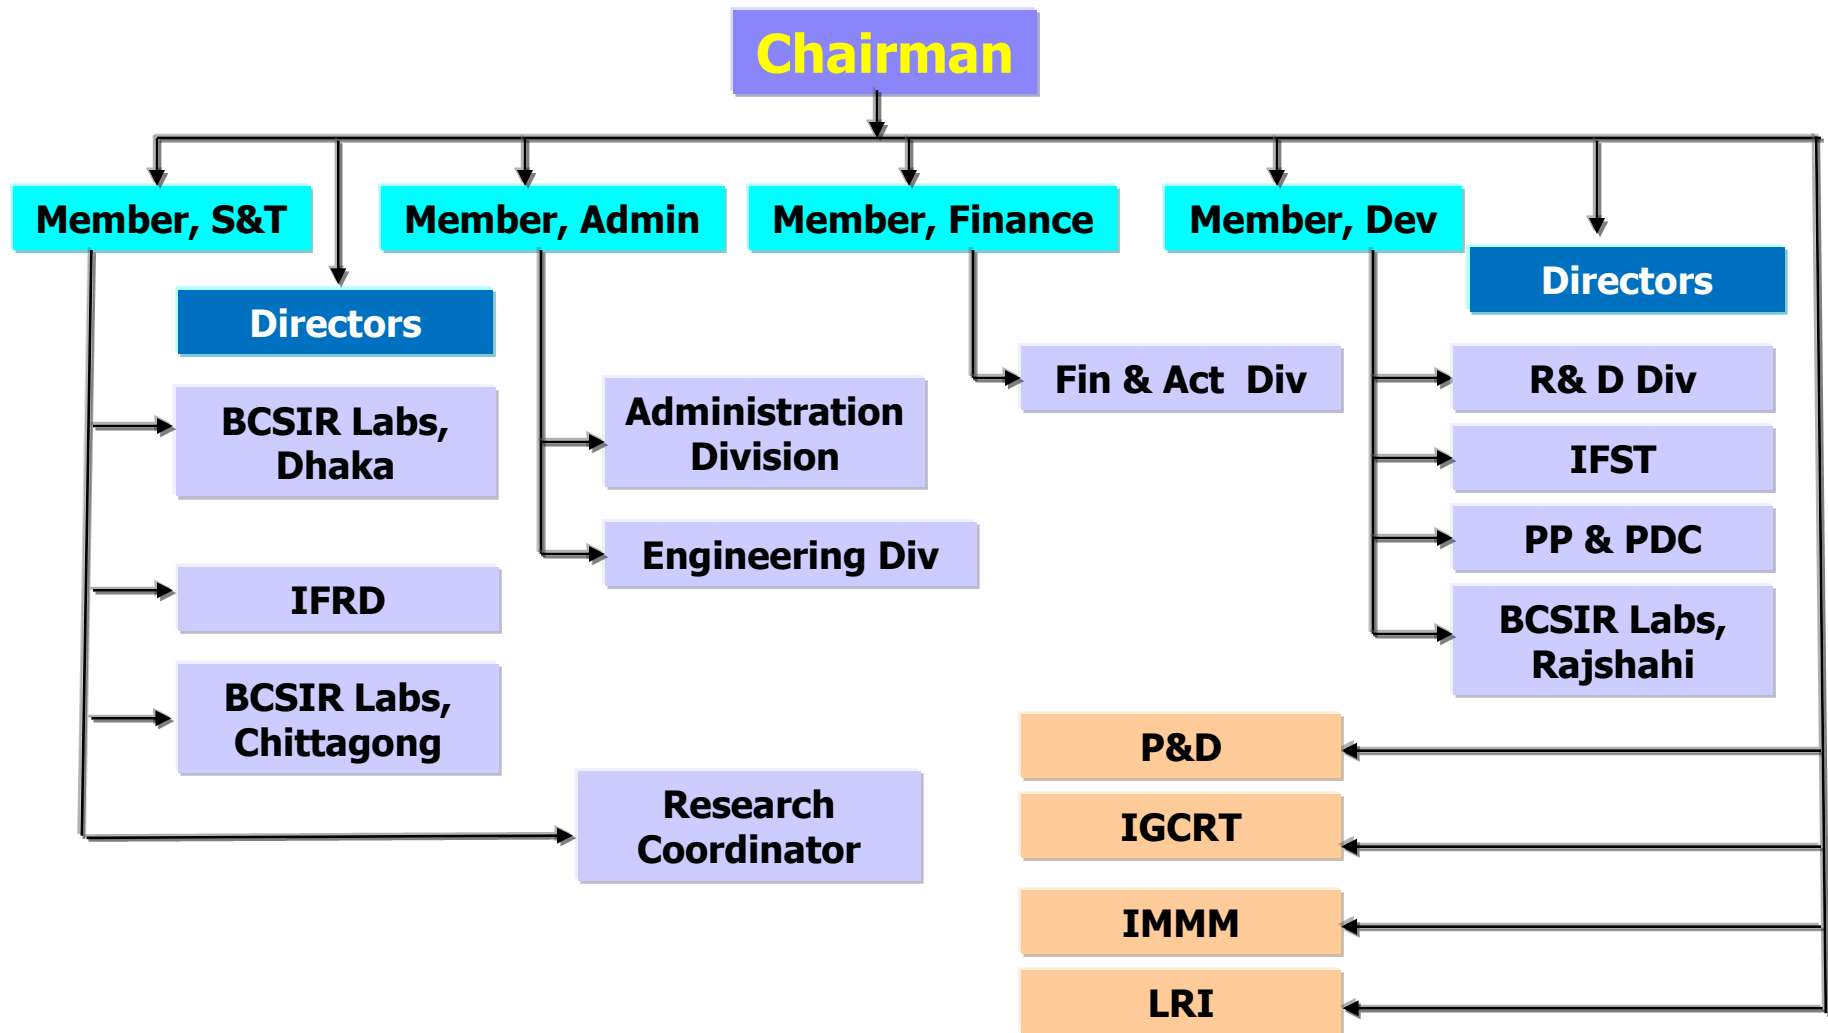 Chairman
Member, S&T
Member, Admin
Member, Finance
Member, Dev
Directors
Directors
BCSIR Labs,
Dhaka
IFRD
BCSIR Labs,
Chittagong
Research
Coordinator
Administration
Division
Engineering Div
Fin & Act  Div
R& D Div
IFST
PP & PDC
BCSIR Labs,
Rajshahi
P&D
IGCRT
IMMM
LRI